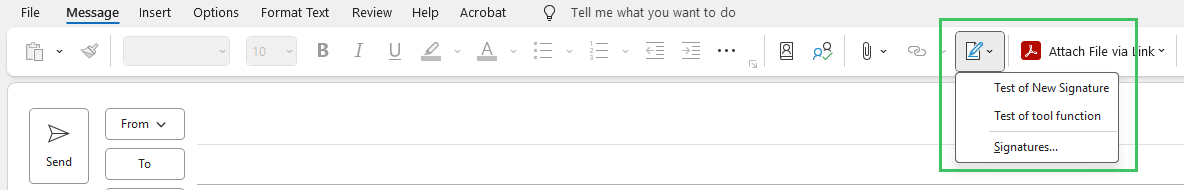 File Message Insert Options Format Text Review Help Acrobat Tell me what you want to do
10 B I U A Attach File via Link
Test of New Signature
Test of tool function
Signatures...
From
Send
To